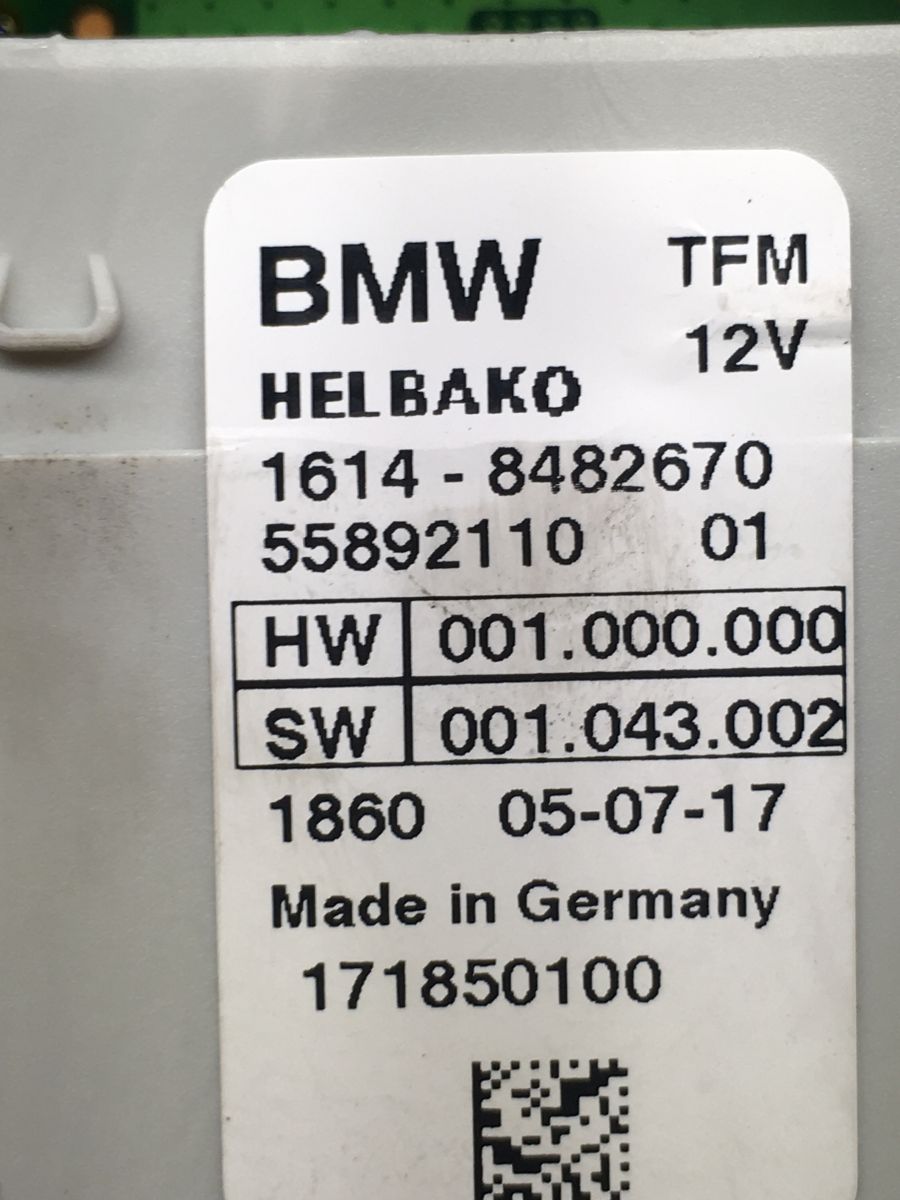 BMW TFM
12V
HELBAKO
1614 - 8482670
55892110 01
HW 001.000.000
SW 001.043.002
1860 05-07-17
Made in Germany
171850100